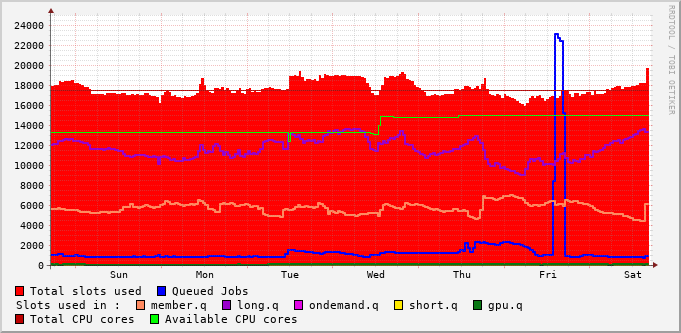 RRDTOOL / TOBI OETIKER
24000
22000
20000
18000
16000
14000
12000
10000
8000
6000
4000
2000
0
Sun Mon Tue Wed Thu Fri Sat
Total slots used Queued Jobs
Slots used in : member.q long.q ondemand.q short.q gpu.q
Total CPU cores Available CPU cores